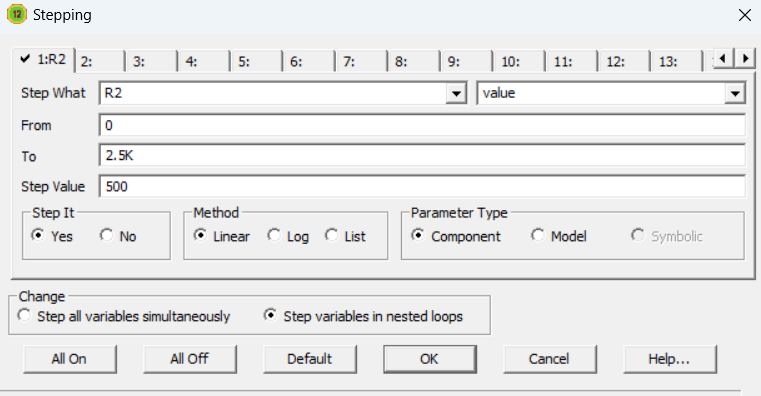 12 Stepping
1:R2 2: 3: 4: 5: 6: 7: 8: 9: 10: 11: 12: 13:
Step What R2 value
From 0
To 2.5K
Step Value 500
Step It Method Parameter Type
Yes No Linear Log List Component Model Symbolic
Change
Step all variables simultaneously Step variables in nested loops
All On All Off Default OK Cancel Help...